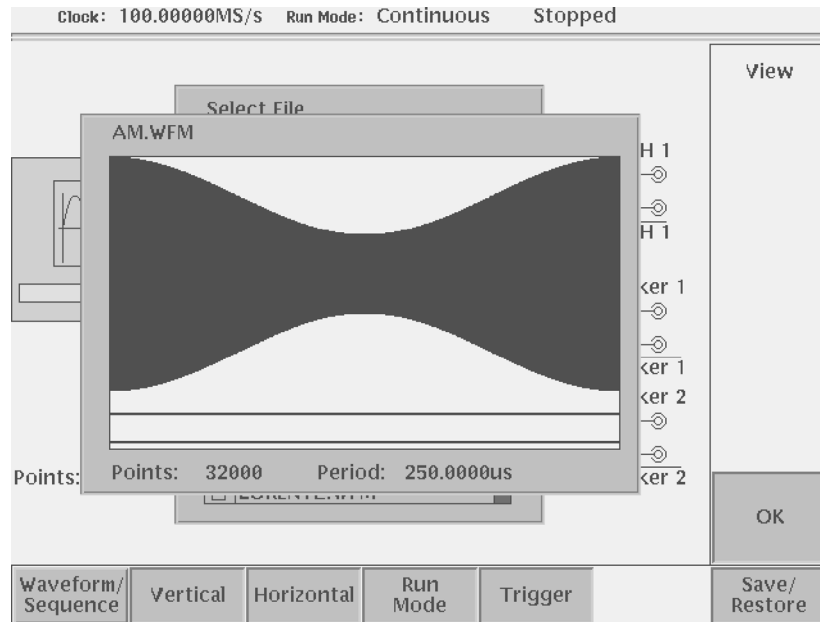 Clock: 100.00000MS/s Run Mode: Continuous Stopped
View
Select File
AM.WFM
H 1
H 1
ker 1
ker 1
ker 2
ker 2
Points:
Points: 32000 Period: 250.0000us
OK
Waveform/
Sequence
Vertical
Horizontal
Run
Mode
Trigger
Save/
Restore